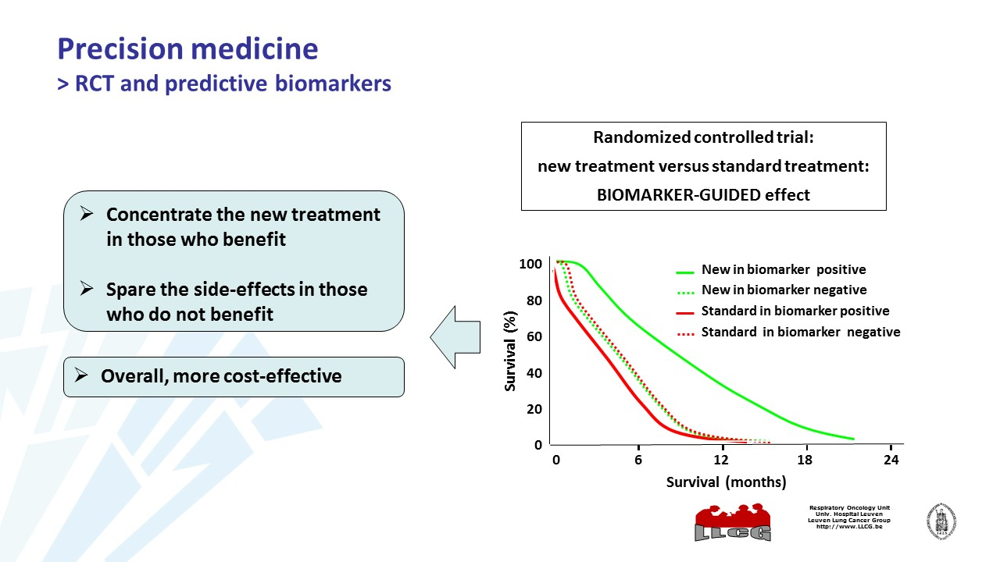 Precision medicine
> RCT and predictive biomarkers
Randomized controlled trial:
new treatment versus standard treatment:
BIOMARKER-GUIDED effect
Concentrate the new treatment
in those who benefit
Spare the side-effects in those
who do not benefit
Overall, more cost-effective
Survival (%)
100
80
60
40
20
0
New in biomarker positive
New in biomarker negative
Standard in biomarker positive
Standard in biomarker negative
0 6 12 18 24
Survival (months)
LLCG
Respiratory Oncology Unit
Univ. Hospital Leuven
Leuven Lung Cancer Group
http://www.LLCG.be